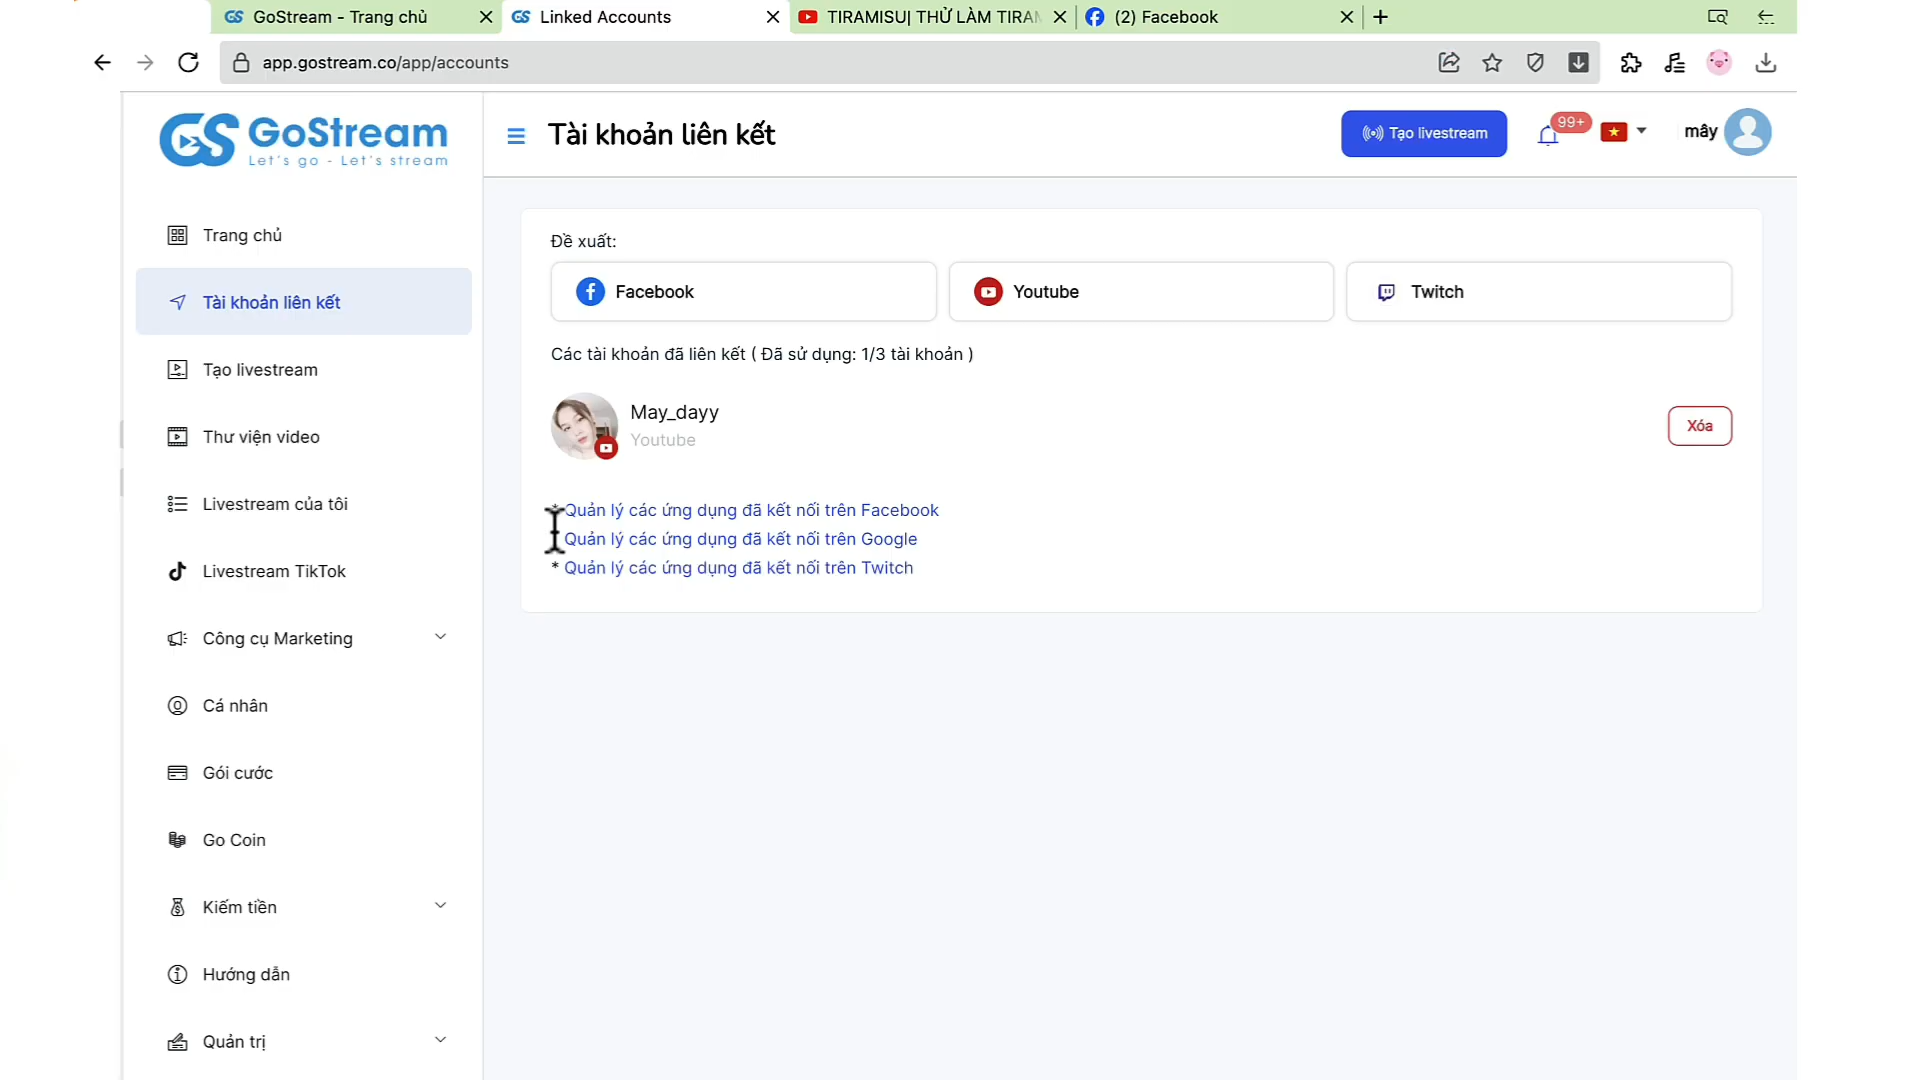 GoStream - Trang chủ
Linked Accounts
TIRAMISU| THỬ LÀM TIRAM
(2) Facebook
app.gostream.co/app/accounts
GoStream
Let's go - Let's stream
Tài khoản liên kết
Tạo livestream
99+
mây
Trang chủ
Tài khoản liên kết
Tạo livestream
Thư viện video
Livestream của tôi
Livestream TikTok
Công cụ Marketing
Cá nhân
Gói cước
Go Coin
Kiếm tiền
Hướng dẫn
Quản trị
Đề xuất:
Facebook
Youtube
Twitch
Các tài khoản đã liên kết ( Đã sử dụng: 1/3 tài khoản )
May_dayy
Youtube
Xóa
* Quản lý các ứng dụng đã kết nối trên Facebook
Quản lý các ứng dụng đã kết nối trên Google
* Quản lý các ứng dụng đã kết nối trên Twitch